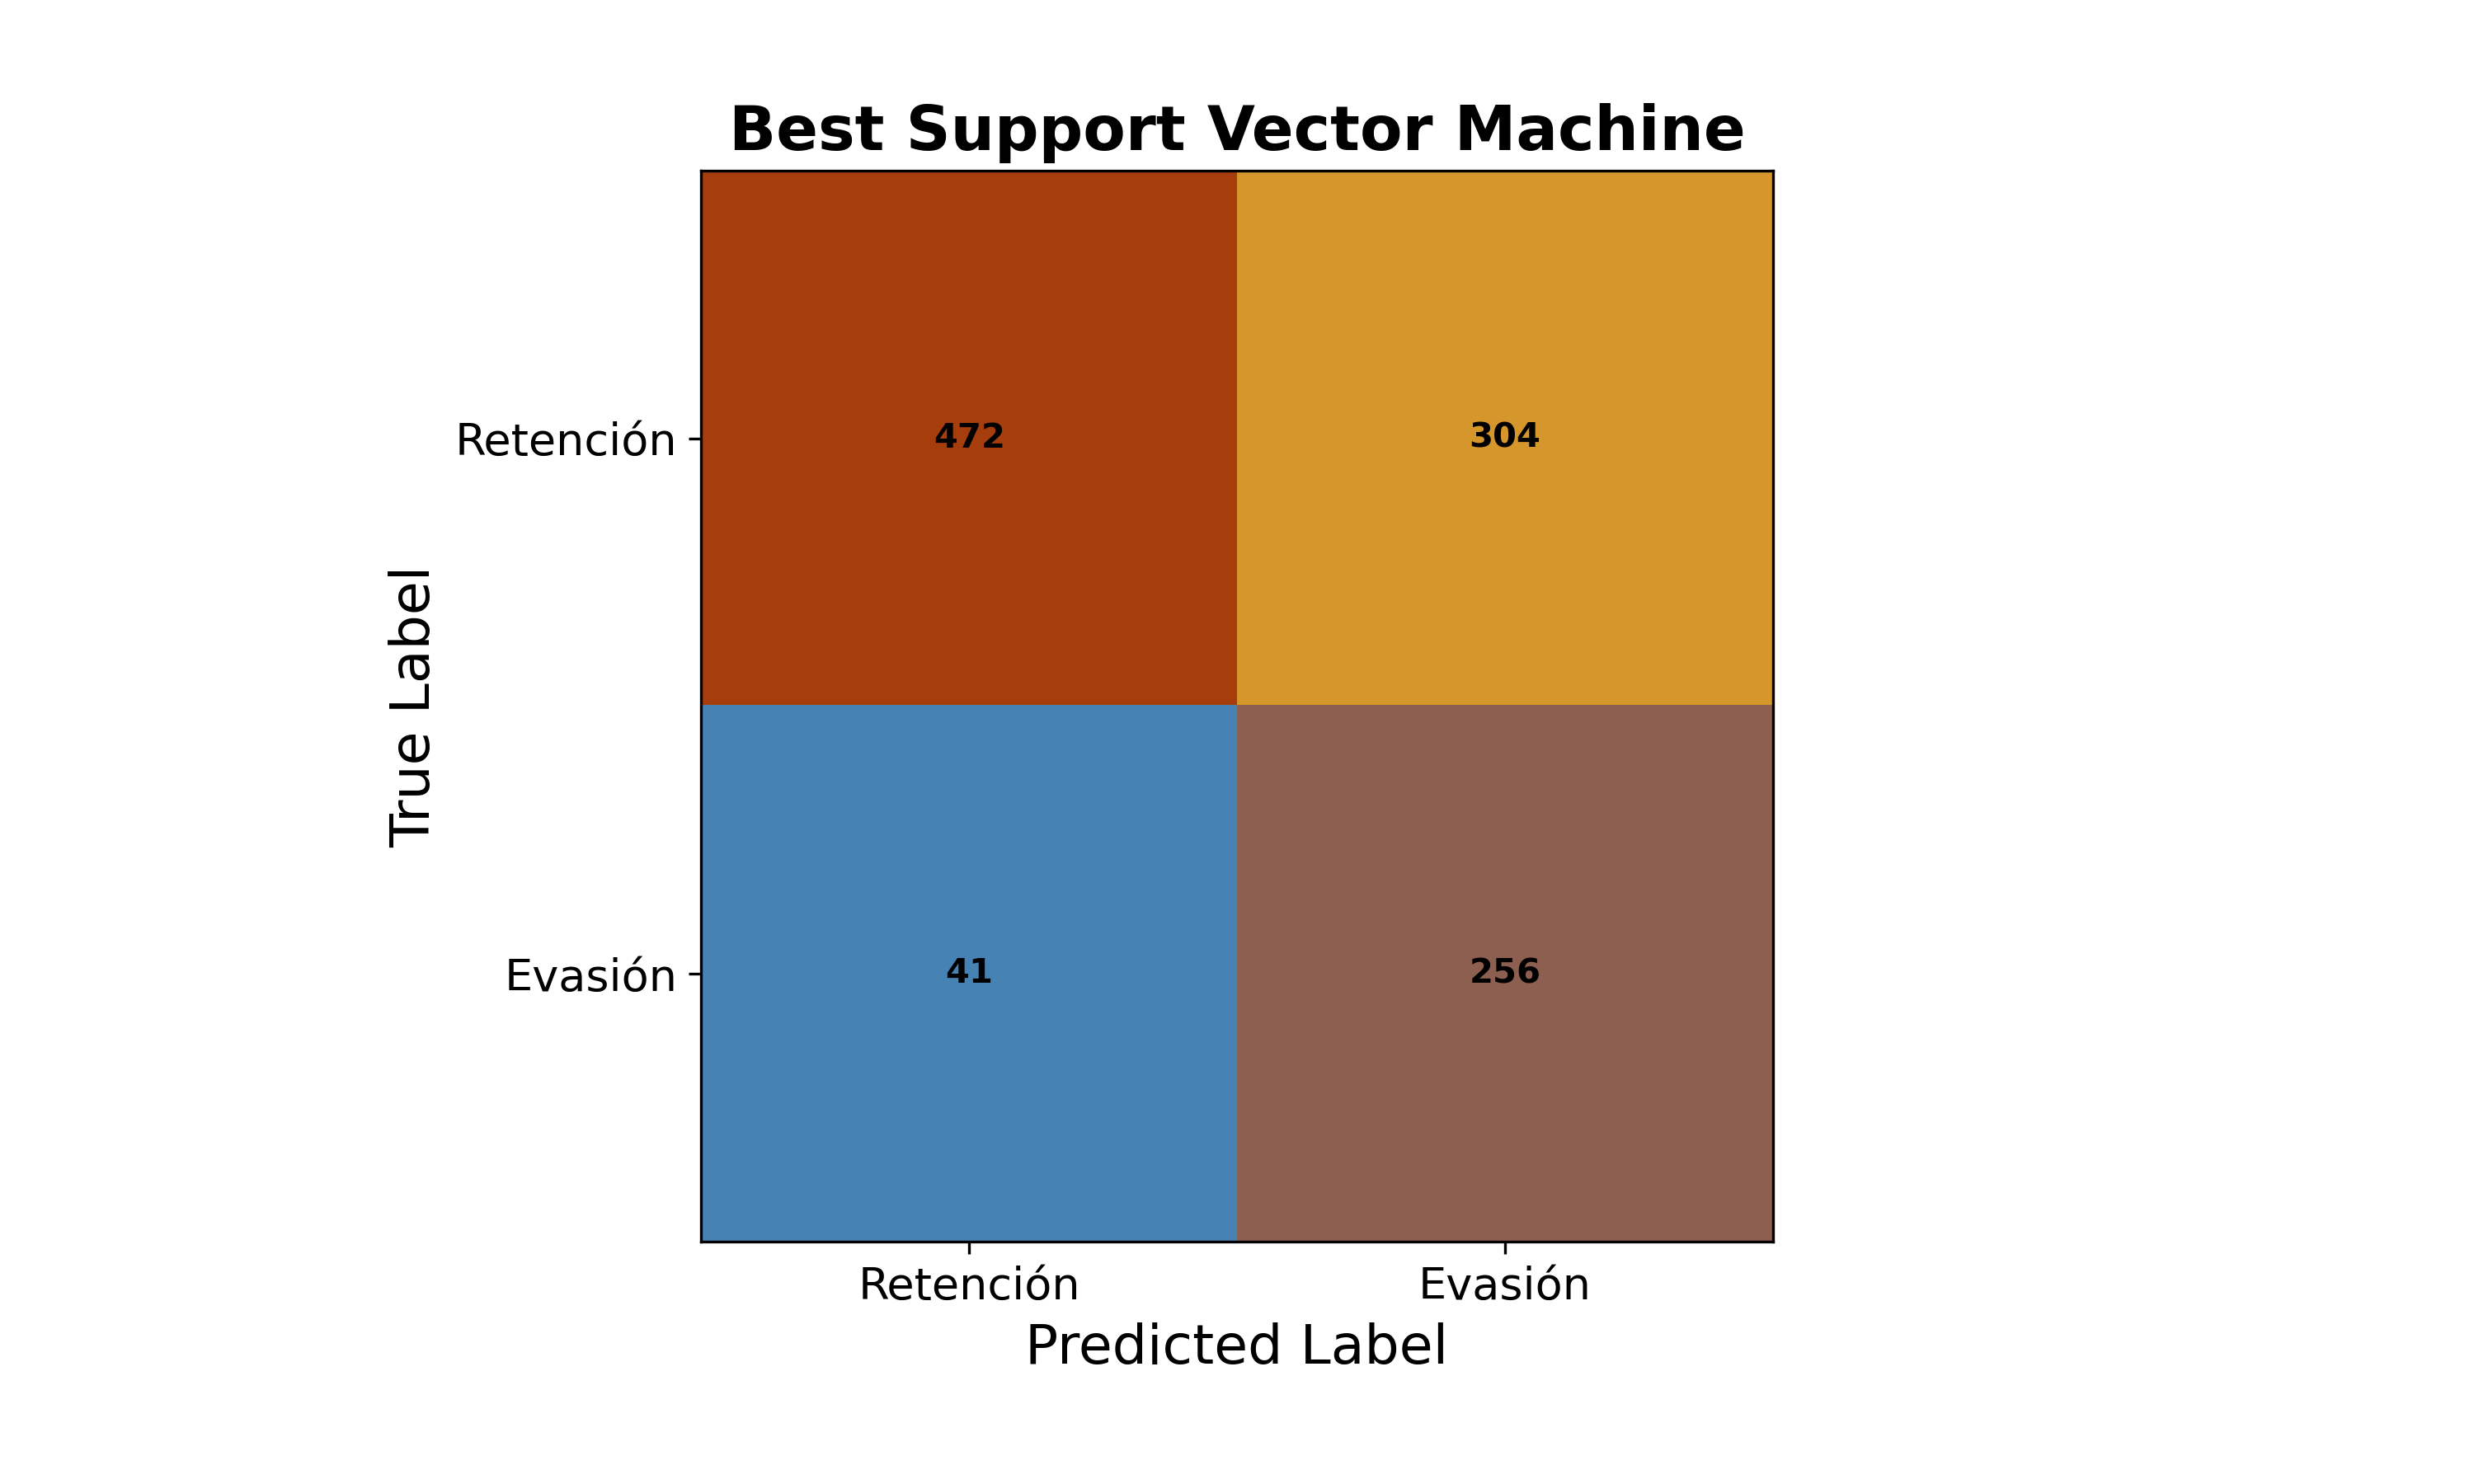 Best Support Vector Machine
True Label
Retención
472
304
Evasión
41
256
Retención
Evasión
Predicted Label